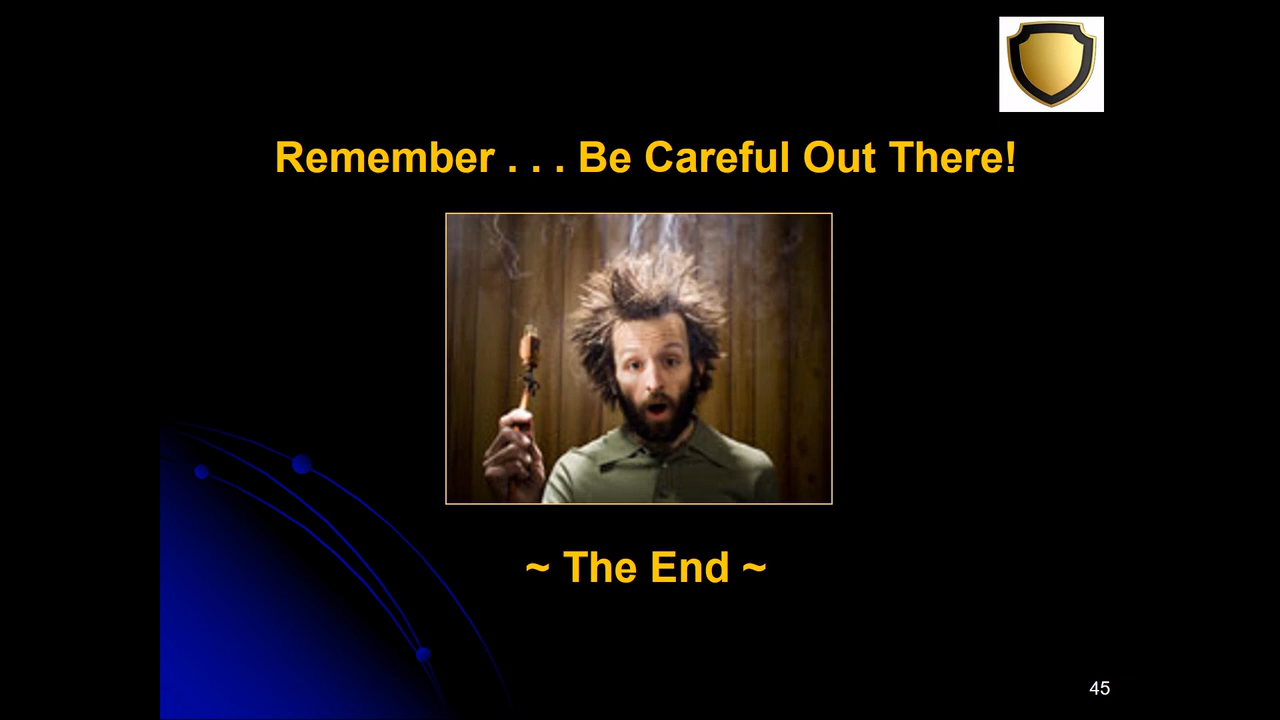 Remember . . . Be Careful Out There!
~ The End ~
45